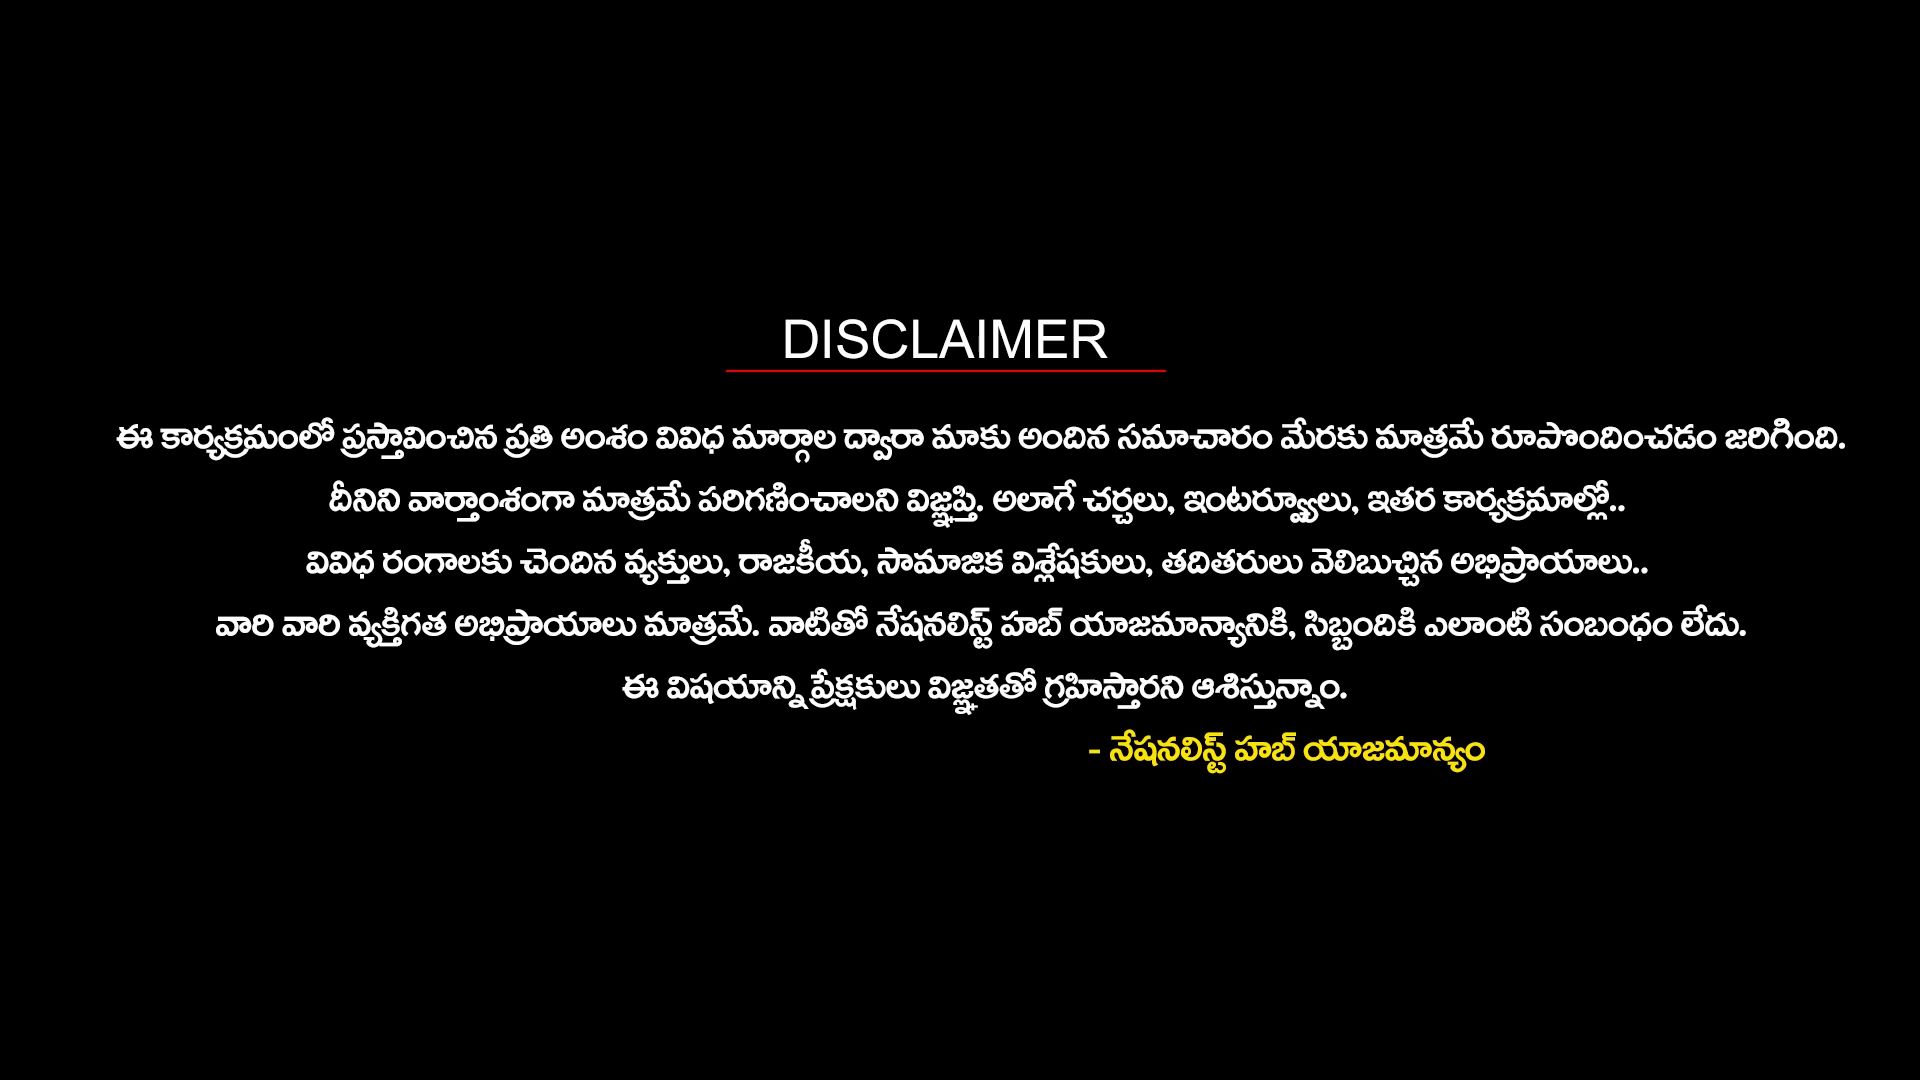 DISCLAIMER
ఈ కార్యక్రమంలో ప్రస్తావించిన ప్రతి అంశం వివిధ మార్గాల ద్వారా మాకు అందిన సమాచారం మేరకు మాత్రమే రూపొందించడం జరిగింది.
దీనిని వార్తాంశంగా మాత్రమే పరిగణించాలని విజ్ఞప్తి. అలాగే చర్చలు, ఇంటర్వ్యూలు, ఇతర కార్యక్రమాల్లో..
వివిధ రంగాలకు చెందిన వ్యక్తులు, రాజకీయ, సామాజిక విశ్లేషకులు, తదితరులు వెలిబుచ్చిన అభిప్రాయాలు..
వారి వారి వ్యక్తిగత అభిప్రాయాలు మాత్రమే. వాటితో నేషనలిస్ట్ హబ్ యాజమాన్యానికి, సిబ్బందికి ఎలాంటి సంబంధం లేదు.
ఈ విషయాన్ని ప్రేక్షకులు విజ్ఞతతో గ్రహిస్తారని ఆశిస్తున్నాం.
- నేషనలిస్ట్ హబ్ యాజమాన్యం